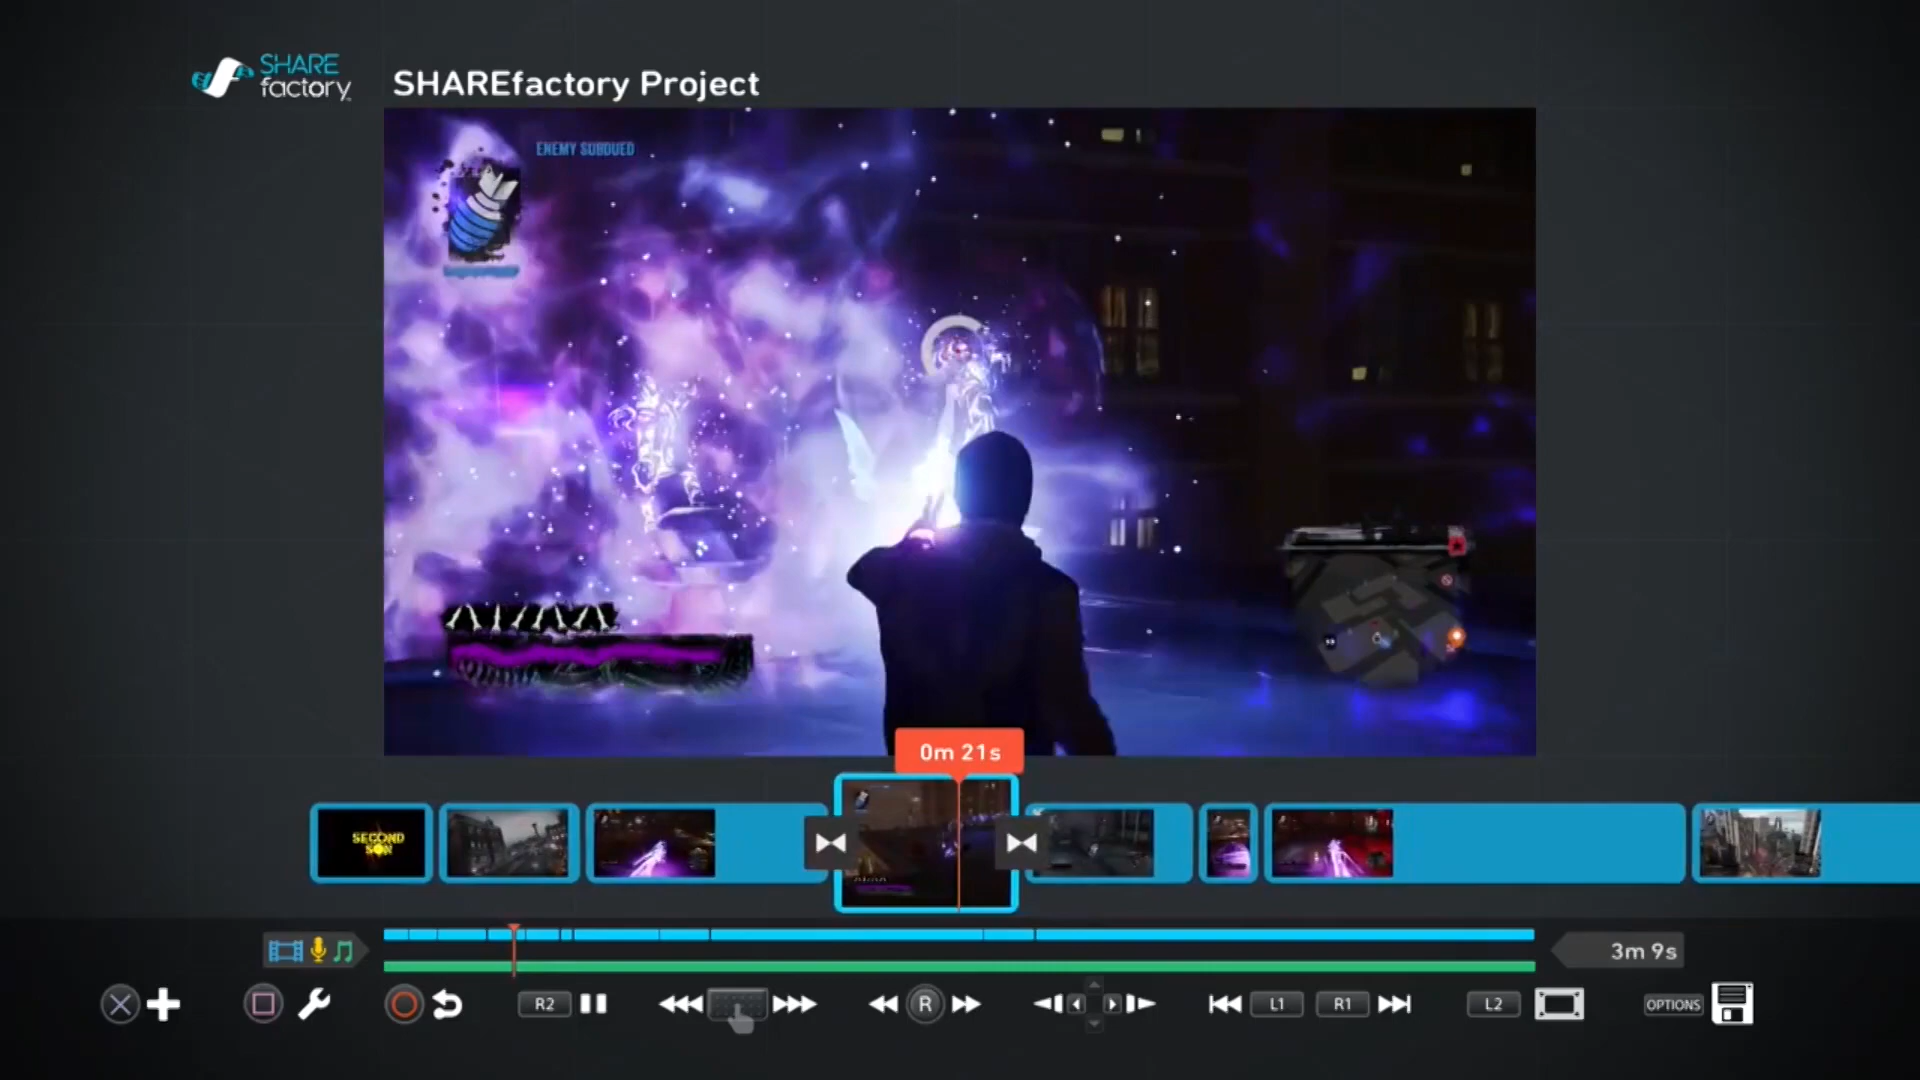 SHARE
factory
SHAREfactory Project
ENEMY SUBDUED
0m 21s
SECOND
SON
3m 9s
R2
R
L1
R1
L2
OPTIONS